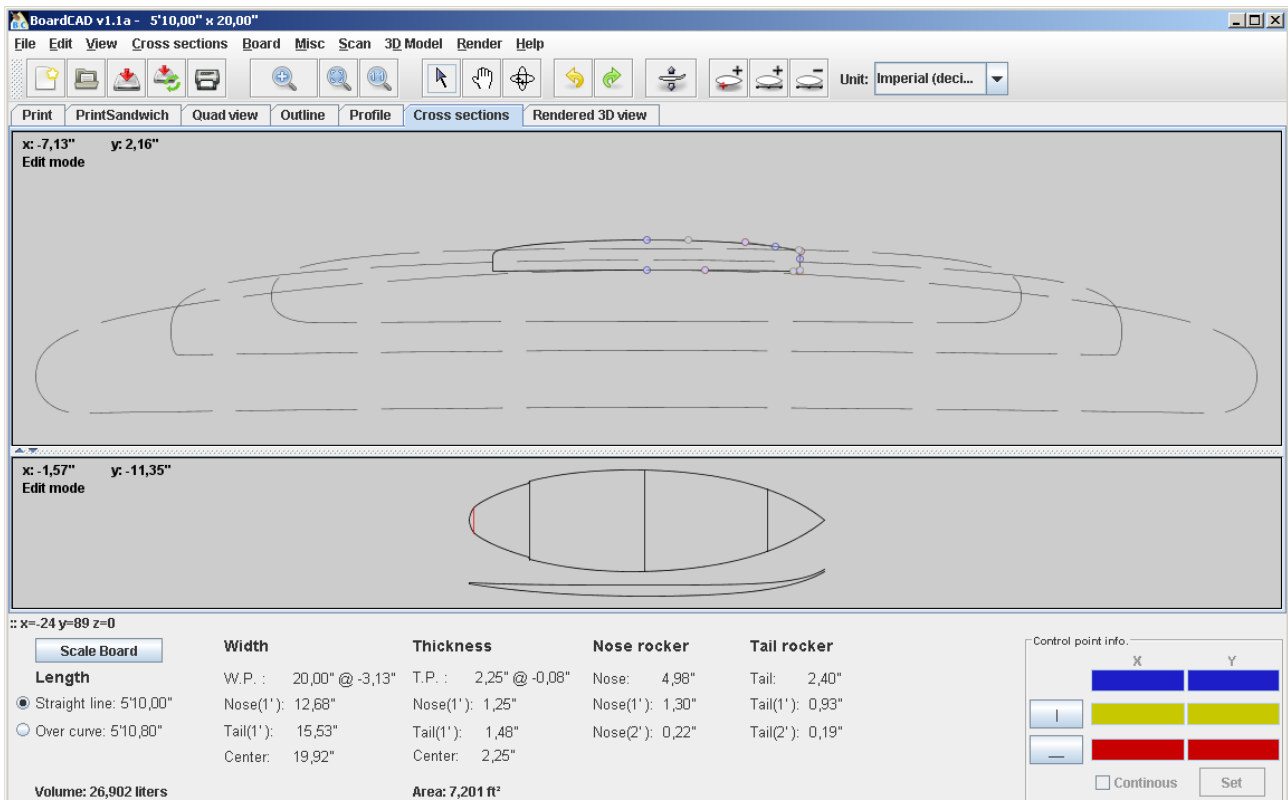 BoardCAD v1.1a - 5'10,00" x 20,00"
File Edit View Cross sections Board Misc Scan 3D Model Render Help
Unit: Imperial (deci...
Print PrintSandwich Quad view Outline Profile Cross sections Rendered 3D view
x: -7,13" y: 2,16"
Edit mode
x: -1,57" y: -11,35"
Edit mode
:: x=-24 y=89 z=0
Scale Board Width Thickness Nose rocker Tail rocker Control point info.
X Y
Length W.P. : 20,00" @ -3,13" T.P. : 2,25" @ -0,08" Nose: 4,98" Tail: 2,40"
Straight line: 5'10,00" Nose(1'): 12,68" Nose(1'): 1,25" Nose(1'): 1,30" Tail(1'): 0,93"
Over curve: 5'10,80" Tail(1'): 15,53" Tail(1'): 1,48" Nose(2'): 0,22" Tail(2'): 0,19"
Center: 19,92" Center: 2,25"
Continous Set
Volume: 26,902 liters Area: 7,201 ft²